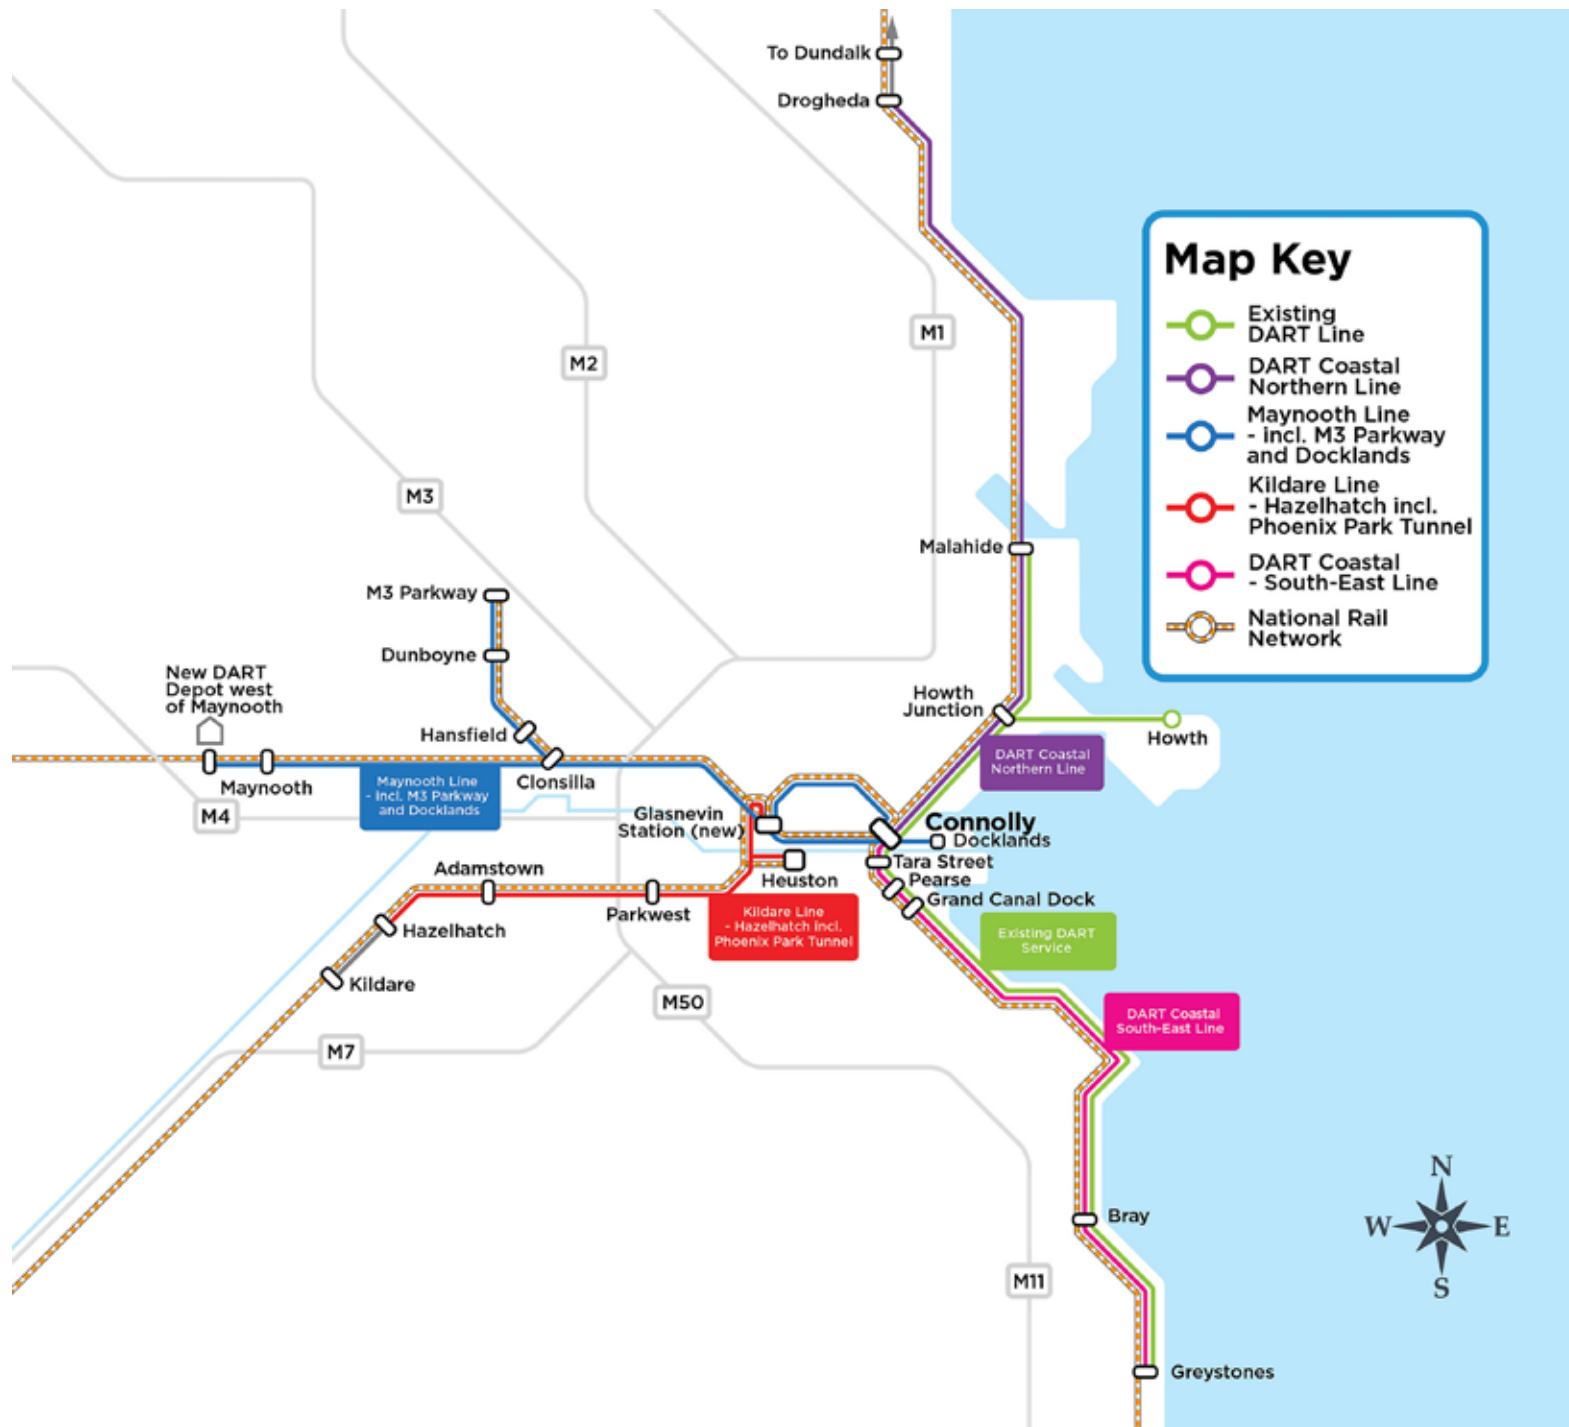 To Dundalk
Drogheda
Map Key
Existing
DART Line
DART Coastal
Northern Line
Maynooth Line
- incl. M3 Parkway
and Docklands
Kildare Line
- Hazelhatch incl.
Phoenix Park Tunnel
DART Coastal
- South-East Line
National Rail
Network
M1
M2
M3
Malahide
M3 Parkway
Dunboyne
New DART
Depot west
of Maynooth
Hansfield
Howth
Junction
Howth
DART Coastal
Northern Line
Maynooth
Maynooth Line
- incl. M3 Parkway
and Docklands
Clonsilla
M4
Glasnevin
Station (new)
Connolly
Docklands
Tara Street
Pearse
Grand Canal Dock
Adamstown
Heuston
Parkwest
Hazelhatch
Kildare
Kildare Line
- Hazelhatch incl.
Phoenix Park Tunnel
Existing DART
Service
DART Coastal
South-East Line
M50
M7
M11
Bray
Greystones
N
W
E
S